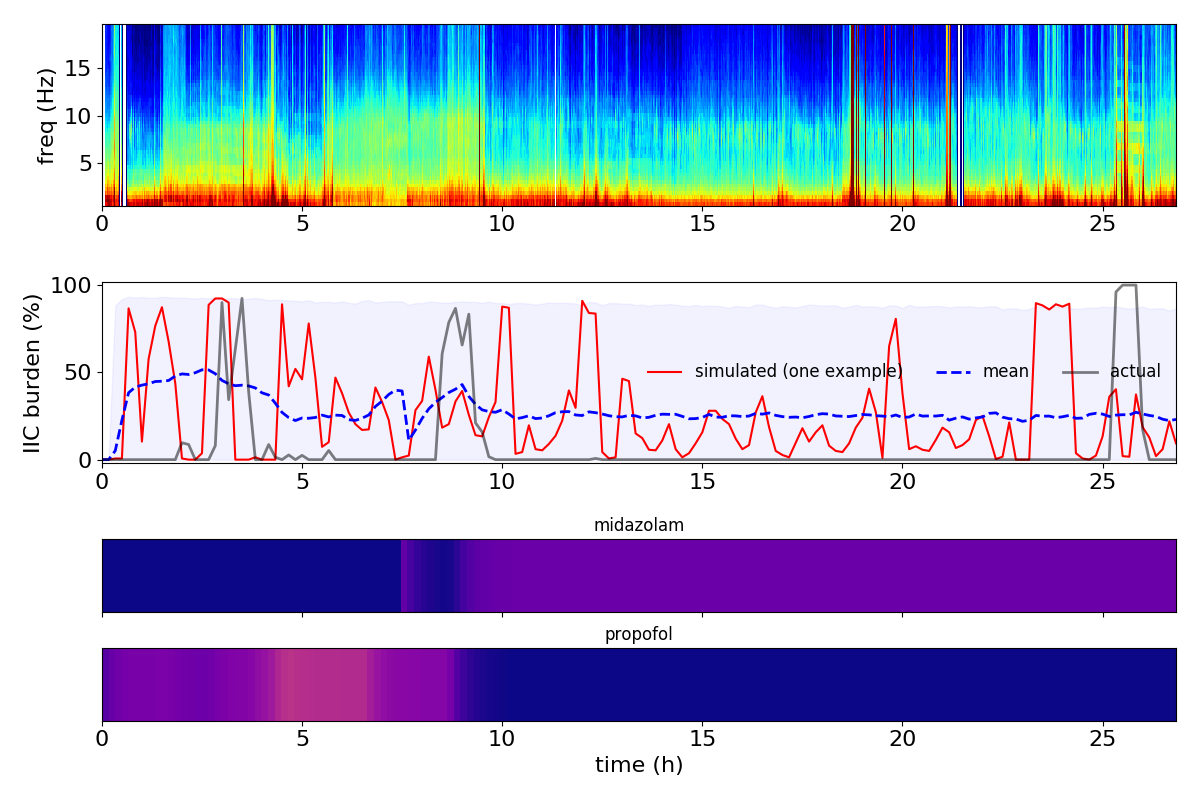 freq (Hz)
15
10
5
0 5 10 15 20 25
IIC burden (%)
100
50
0
simulated (one example) mean actual
0 5 10 15 20 25
midazolam
propofol
0 5 10 15 20 25
time (h)